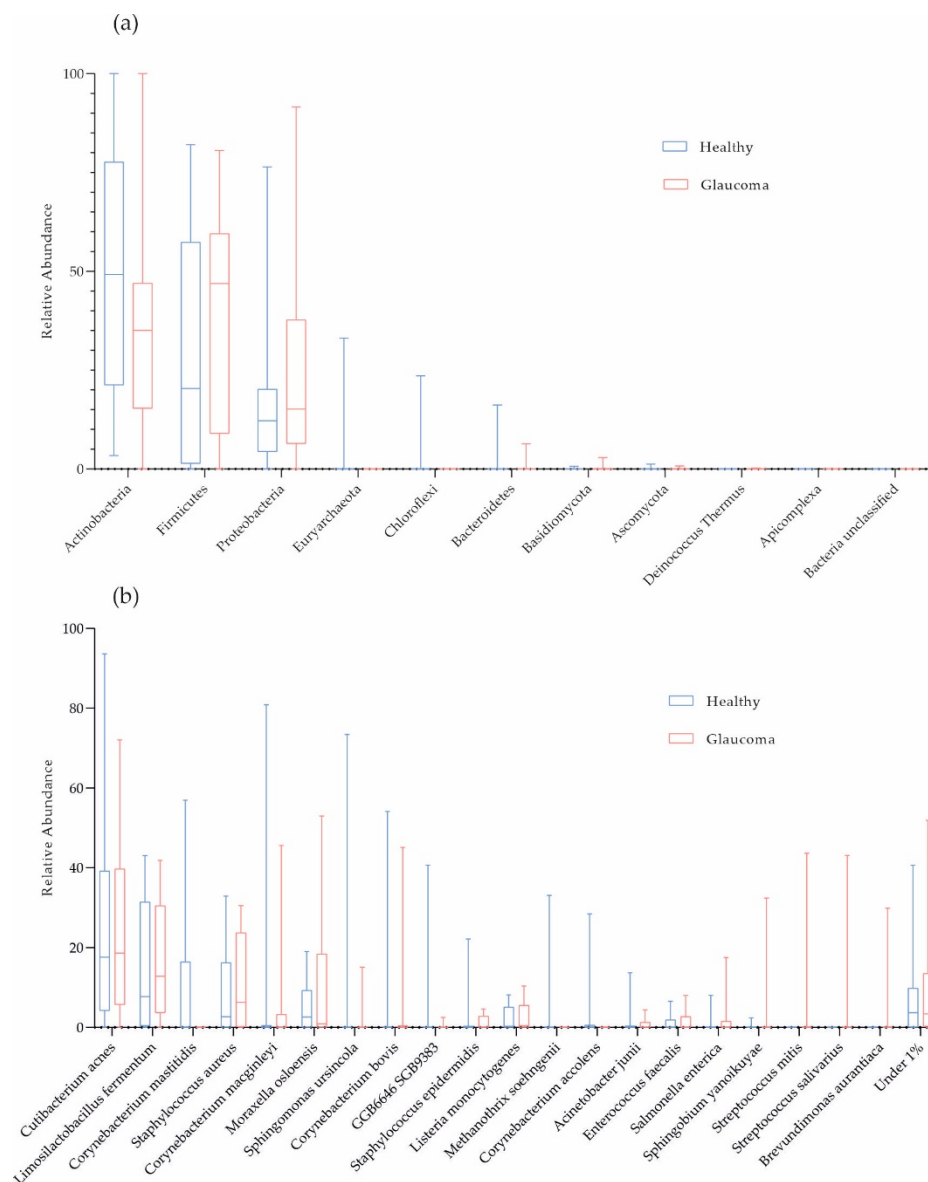 (a)
100
50
0
Relative Abundance
Healthy
Glaucoma
Actinobacteria
Firmicutes
Proteobacteria
Euryarchaeota
Chloroflexi
Bacteroidetes
Basidiomycota
Ascomycota
Deinococcus Thermus
Apicomplexa
Bacteria unclassified
(b)
100
80
60
40
20
0
Relative Abundance
Healthy
Glaucoma
Cutibacterium acnes
Limosilactobacillus fermentum
Corynebacterium mastitidis
Staphylococcus aureus
Corynebacterium macginleyi
Moraxella osloensis
Sphingomonas ursincola
Corynebacterium bovis
GGB6646 SGB9383
Staphylococcus epidermidis
Listeria monocytogenes
Methanothrix soehngenii
Corynebacterium accolens
Acinetobacter junii
Enterococcus faecalis
Salmonella enterica
Sphingobium yanoikuyae
Streptococcus mitis
Streptococcus salivarius
Brevundimonas aurantiaca
Under 1%